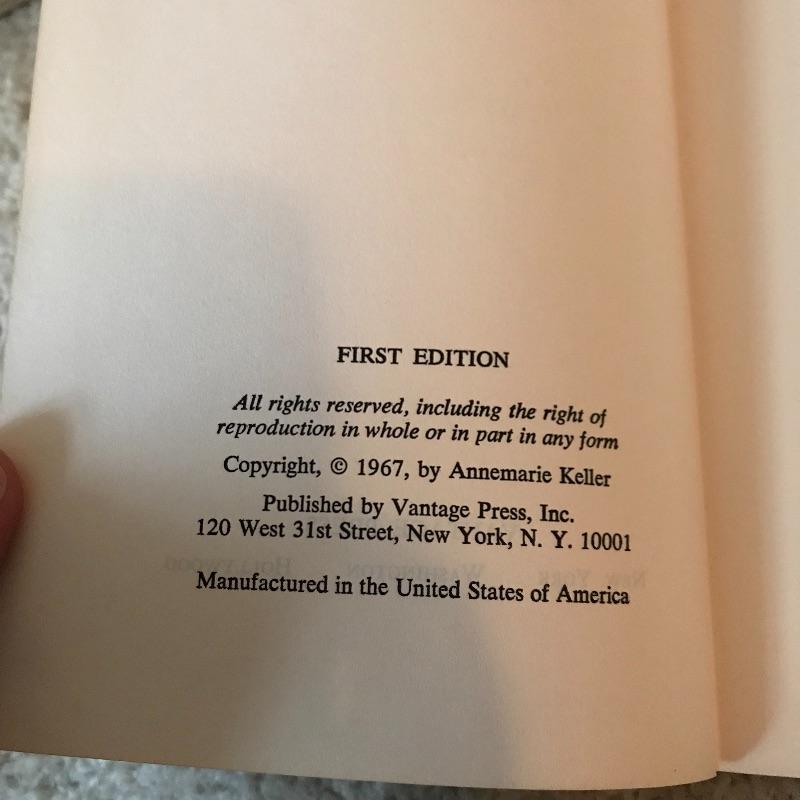 FIRST EDITION
All rights reserved, including the right of
reproduction in whole or in part in any form
Copyright, © 1967, by Annemarie Keller
Published by Vantage Press, Inc.
120 West 31st Street, New York, N. Y. 10001
Manufactured in the United States of America